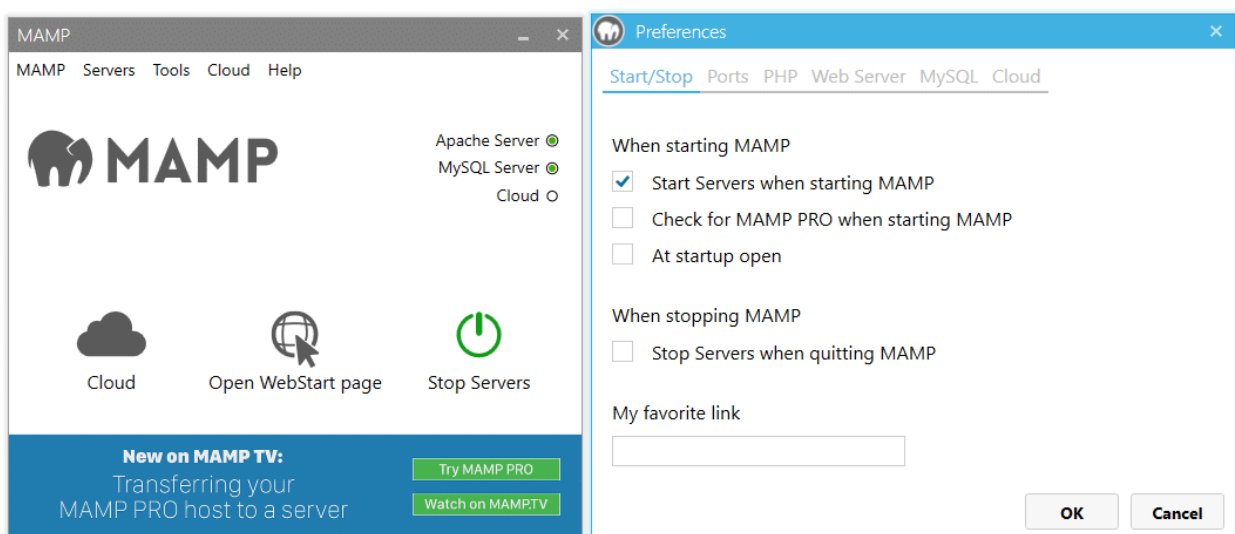 MAMP
MAMP Servers Tools Cloud Help
MAMP
Apache Server
MySQL Server
Cloud
Cloud
Open WebStart page
Stop Servers
New on MAMP TV:
Transferring your
MAMP PRO host to a server
Try MAMP PRO
Watch on MAMP.TV
Preferences
Start/Stop Ports PHP Web Server MySQL Cloud
When starting MAMP
Start Servers when starting MAMP
Check for MAMP PRO when starting MAMP
At startup open
When stopping MAMP
Stop Servers when quitting MAMP
My favorite link
OK
Cancel